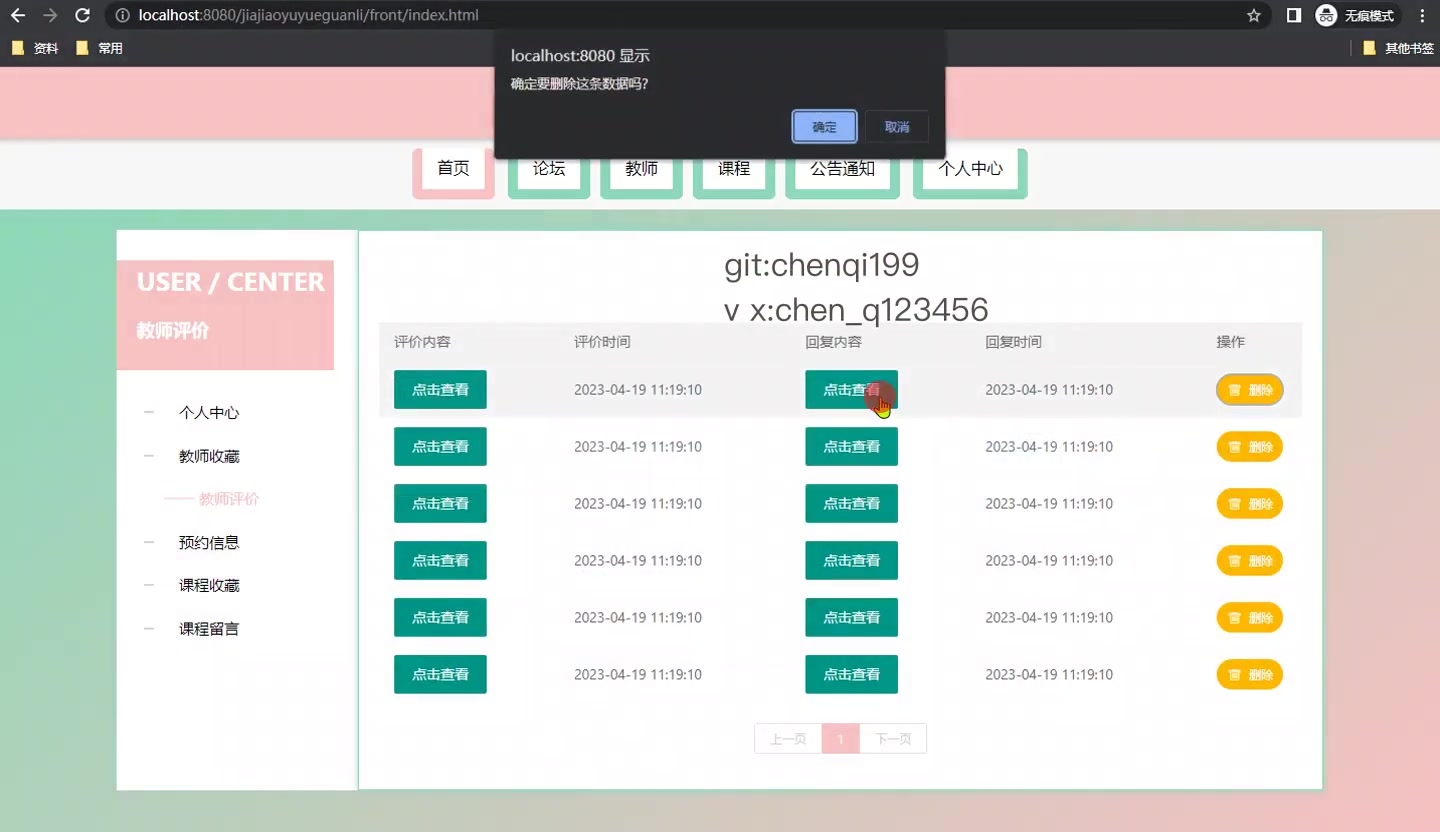 localhost:8080/jiajiaoyuyueguanli/front/index.html
无痕模式
资料
常用
其他书签
localhost:8080 显示
确定要删除这条数据吗?
确定
取消
首页
论坛
教师
课程
公告通知
个人中心
USER / CENTER
教师评价
个人中心
教师收藏
教师评价
预约信息
课程收藏
课程留言
git:chenqi199
v x:chen_q123456
评价内容 评价时间 回复内容 回复时间 操作
点击查看 2023-04-19 11:19:10 点击查看 2023-04-19 11:19:10 删除
点击查看 2023-04-19 11:19:10 点击查看 2023-04-19 11:19:10 删除
点击查看 2023-04-19 11:19:10 点击查看 2023-04-19 11:19:10 删除
点击查看 2023-04-19 11:19:10 点击查看 2023-04-19 11:19:10 删除
点击查看 2023-04-19 11:19:10 点击查看 2023-04-19 11:19:10 删除
点击查看 2023-04-19 11:19:10 点击查看 2023-04-19 11:19:10 删除
上一页 1 下一页